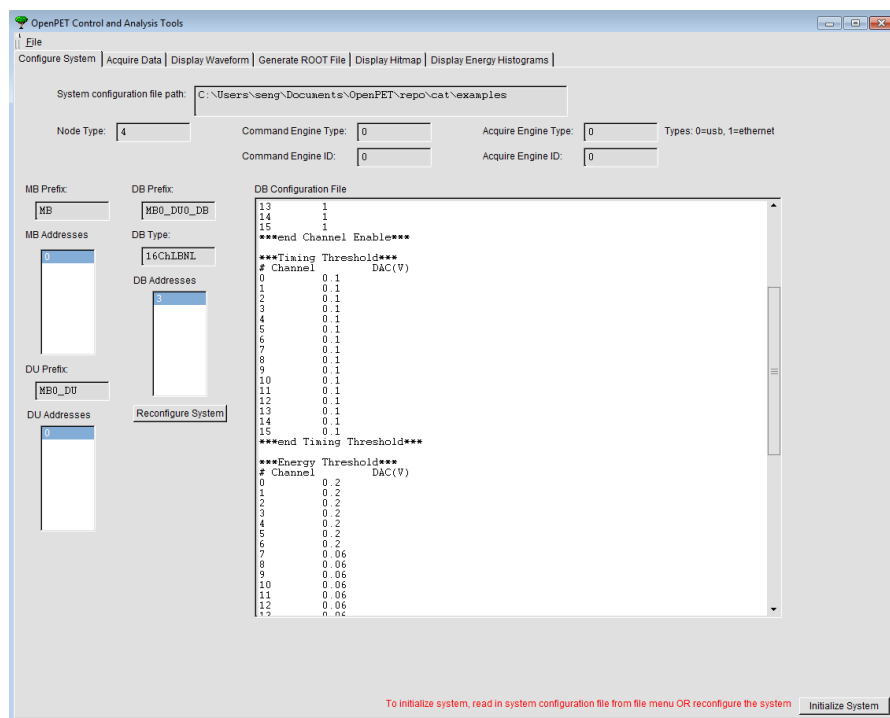 OpenPET Control and Analysis Tools
File
Configure System Acquire Data Display Waveform Generate ROOT File Display Hitmap Display Energy Histograms
System configuration file path: C:\Users\seng\Documents\OpenPET\repo\cat\examples
Node Type: 4 Command Engine Type: 0 Acquire Engine Type: 0 Types: 0=usb, 1=ethernet
Command Engine ID: 0 Acquire Engine ID: 0
MB Prefix: DB Prefix: DB Configuration File
MB MB0_DU0_DB
MB Addresses DB Type:
0 16ChLBNL
DB Addresses
3
DU Prefix:
MB0_DU
DU Addresses Reconfigure System
0
13 1
14 1
15 1
***end Channel Enable***
***Timing Threshold***
# Channel DAC(V)
0 0.1
1 0.1
2 0.1
3 0.1
4 0.1
5 0.1
6 0.1
7 0.1
8 0.1
9 0.1
10 0.1
11 0.1
12 0.1
13 0.1
14 0.1
15 0.1
***end Timing Threshold***
***Energy Threshold***
# Channel DAC(V)
0 0.2
1 0.2
2 0.2
3 0.2
4 0.2
5 0.2
6 0.2
7 0.06
8 0.06
9 0.06
10 0.06
11 0.06
12 0.06
13 0.06
To initialize system, read in system configuration file from file menu OR reconfigure the system Initialize System